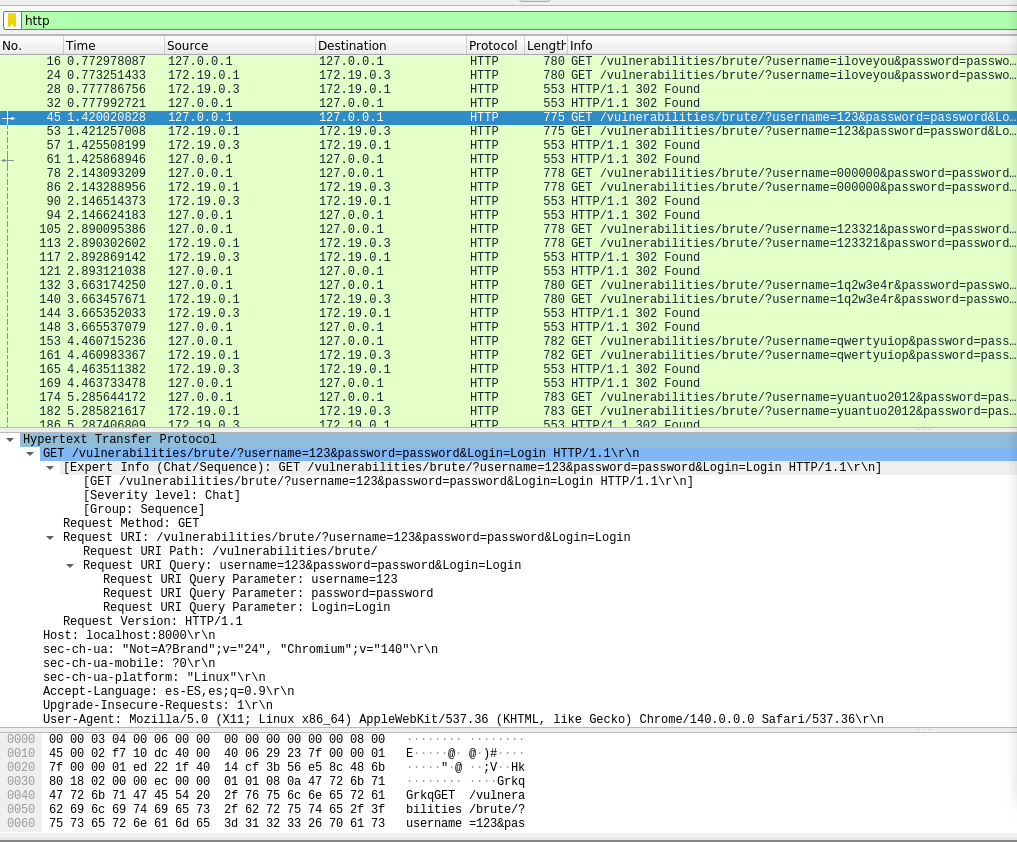 http
No. Time Source Destination Protocol Length Info
16 0.772978087 127.0.0.1 127.0.0.1 HTTP 780 GET /vulnerabilities/brute/?username=iloveyou&password=passwo…
24 0.773251433 172.19.0.1 172.19.0.3 HTTP 780 GET /vulnerabilities/brute/?username=iloveyou&password=passwo…
28 0.777786756 172.19.0.3 172.19.0.1 HTTP 553 HTTP/1.1 302 Found
32 0.777992721 127.0.0.1 127.0.0.1 HTTP 553 HTTP/1.1 302 Found
45 1.420020828 127.0.0.1 127.0.0.1 HTTP 775 GET /vulnerabilities/brute/?username=123&password=password&Lo…
53 1.421257008 172.19.0.1 172.19.0.3 HTTP 775 GET /vulnerabilities/brute/?username=123&password=password&Lo…
57 1.425508199 172.19.0.3 172.19.0.1 HTTP 553 HTTP/1.1 302 Found
61 1.425868946 127.0.0.1 127.0.0.1 HTTP 553 HTTP/1.1 302 Found
78 2.143093209 127.0.0.1 127.0.0.1 HTTP 778 GET /vulnerabilities/brute/?username=000000&password=password…
86 2.143288956 172.19.0.1 172.19.0.3 HTTP 778 GET /vulnerabilities/brute/?username=000000&password=password…
90 2.146514373 172.19.0.3 172.19.0.1 HTTP 553 HTTP/1.1 302 Found
94 2.146624183 127.0.0.1 127.0.0.1 HTTP 553 HTTP/1.1 302 Found
105 2.890095386 127.0.0.1 127.0.0.1 HTTP 778 GET /vulnerabilities/brute/?username=123321&password=password…
113 2.890302602 172.19.0.1 172.19.0.3 HTTP 778 GET /vulnerabilities/brute/?username=123321&password=password…
117 2.892869142 172.19.0.3 172.19.0.1 HTTP 553 HTTP/1.1 302 Found
121 2.893121038 127.0.0.1 127.0.0.1 HTTP 553 HTTP/1.1 302 Found
132 3.663174250 127.0.0.1 127.0.0.1 HTTP 780 GET /vulnerabilities/brute/?username=1q2w3e4r&password=passwo…
140 3.663457671 172.19.0.1 172.19.0.3 HTTP 780 GET /vulnerabilities/brute/?username=1q2w3e4r&password=passwo…
144 3.665352033 172.19.0.3 172.19.0.1 HTTP 553 HTTP/1.1 302 Found
148 3.665537079 127.0.0.1 127.0.0.1 HTTP 553 HTTP/1.1 302 Found
153 4.460715236 127.0.0.1 127.0.0.1 HTTP 782 GET /vulnerabilities/brute/?username=qwertyuiop&password=pass…
161 4.460983367 172.19.0.1 172.19.0.3 HTTP 782 GET /vulnerabilities/brute/?username=qwertyuiop&password=pass…
165 4.463511382 172.19.0.3 172.19.0.1 HTTP 553 HTTP/1.1 302 Found
169 4.463733478 127.0.0.1 127.0.0.1 HTTP 553 HTTP/1.1 302 Found
174 5.285644172 127.0.0.1 127.0.0.1 HTTP 783 GET /vulnerabilities/brute/?username=yuantuo2012&password=pas…
182 5.285821617 172.19.0.1 172.19.0.3 HTTP 783 GET /vulnerabilities/brute/?username=yuantuo2012&password=pas…
186 5.287406809 172.19.0.3 172.19.0.1 HTTP 553 HTTP/1.1 302 Found
Hypertext Transfer Protocol
GET /vulnerabilities/brute/?username=123&password=password&Login=Login HTTP/1.1\r\n
[Expert Info (Chat/Sequence): GET /vulnerabilities/brute/?username=123&password=password&Login=Login HTTP/1.1\r\n]
[GET /vulnerabilities/brute/?username=123&password=password&Login=Login HTTP/1.1\r\n]
[Severity level: Chat]
[Group: Sequence]
Request Method: GET
Request URI: /vulnerabilities/brute/?username=123&password=password&Login=Login
Request URI Path: /vulnerabilities/brute/
Request URI Query: username=123&password=password&Login=Login
Request URI Query Parameter: username=123
Request URI Query Parameter: password=password
Request URI Query Parameter: Login=Login
Request Version: HTTP/1.1
Host: localhost:8000\r\n
sec-ch-ua: "Not=A?Brand";v="24", "Chromium";v="140"\r\n
sec-ch-ua-mobile: ?0\r\n
sec-ch-ua-platform: "Linux"\r\n
Accept-Language: es-ES,es;q=0.9\r\n
Upgrade-Insecure-Requests: 1\r\n
User-Agent: Mozilla/5.0 (X11; Linux x86_64) AppleWebKit/537.36 (KHTML, like Gecko) Chrome/140.0.0.0 Safari/537.36\r\n
0000 00 00 03 04 00 06 00 00 00 00 00 00 00 00 08 00 ········ ········
0010 45 00 02 f7 10 dc 40 00 40 06 29 23 7f 00 00 01 E·····@· @·)#····
0020 7f 00 00 01 ed 22 1f 40 14 cf 3b 56 e5 8c 48 6b ·····"·@ ··;V··Hk
0030 80 18 02 00 00 ec 00 00 01 01 08 0a 47 72 6b 71 ········ ····Grkq
0040 47 72 6b 71 47 45 54 20 2f 76 75 6c 6e 65 72 61 GrkqGET /vulnera
0050 62 69 6c 69 74 69 65 73 2f 62 72 75 74 65 2f 3f bilities /brute/?
0060 75 73 65 72 6e 61 6d 65 3d 31 32 33 26 70 61 73 username =123&pas